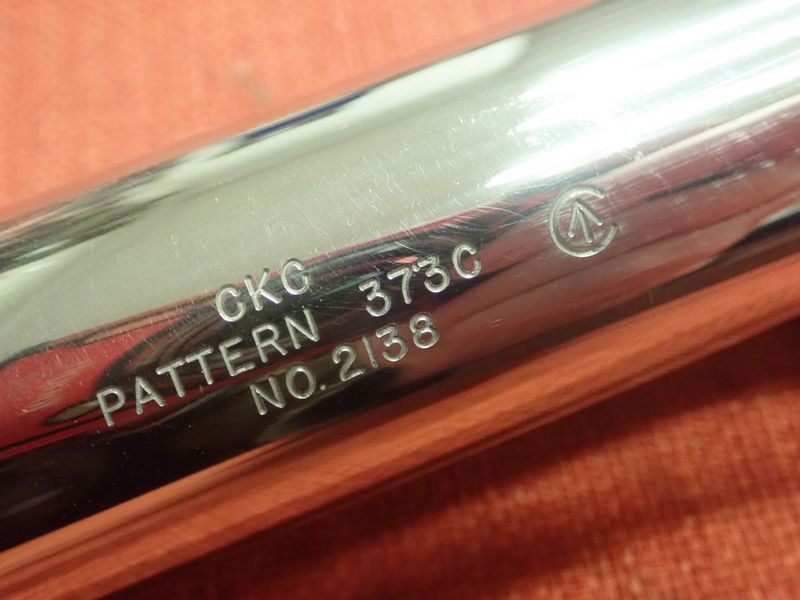 CKC
PATTERN 373C
NO. 2138